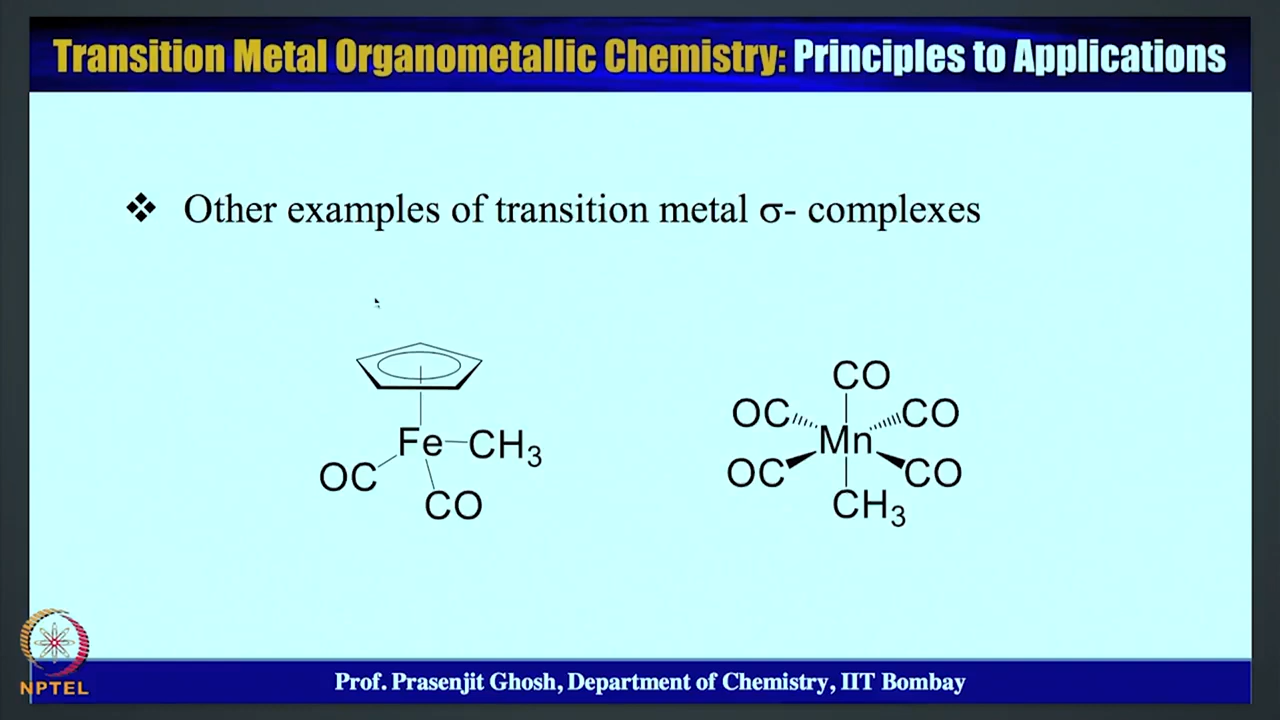 Transition Metal Organometallic Chemistry: Principles to Applications
❖ Other examples of transition metal σ- complexes
Fe CH₃
OC
CO
CO
OC CO
Mn
OC CO
CH₃
NPTEL
Prof. Prasenjit Ghosh, Department of Chemistry, IIT Bombay